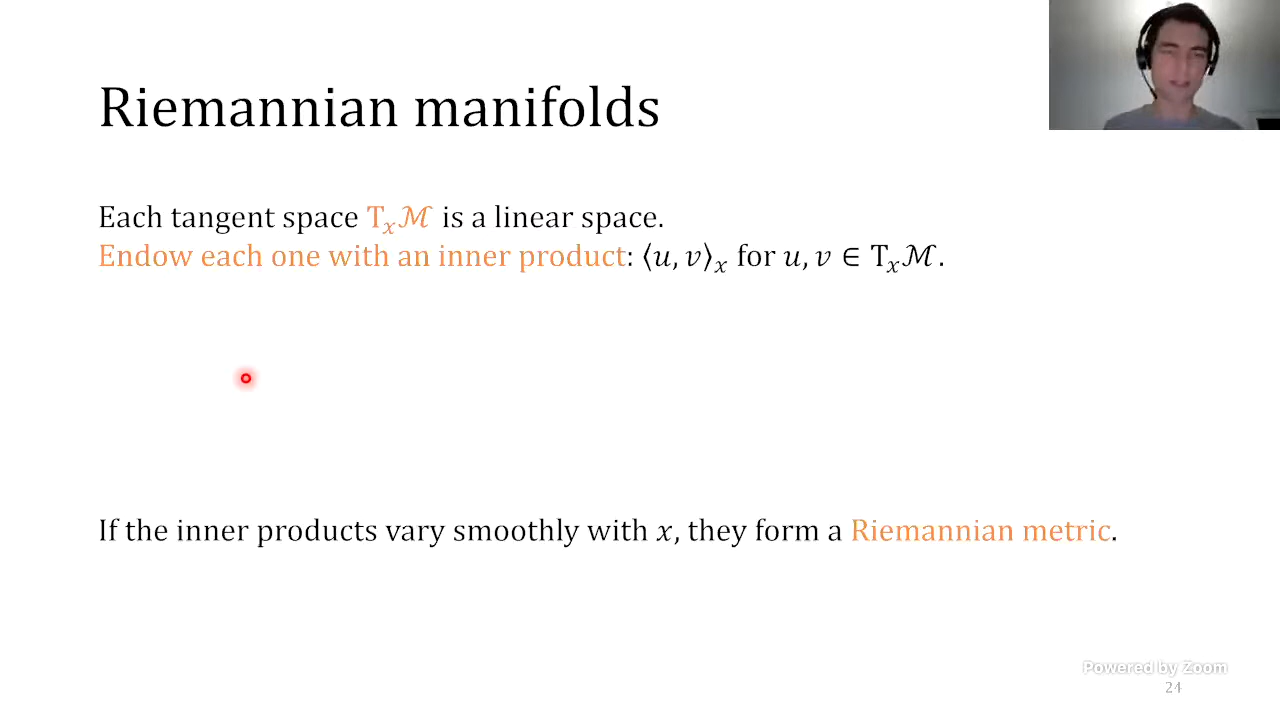 Riemannian manifolds
Each tangent space Tₓℳ is a linear space.
Endow each one with an inner product: ⟨u, v⟩ₓ for u, v ∈ Tₓℳ.
If the inner products vary smoothly with x, they form a Riemannian metric.
Powered by Zoom
24